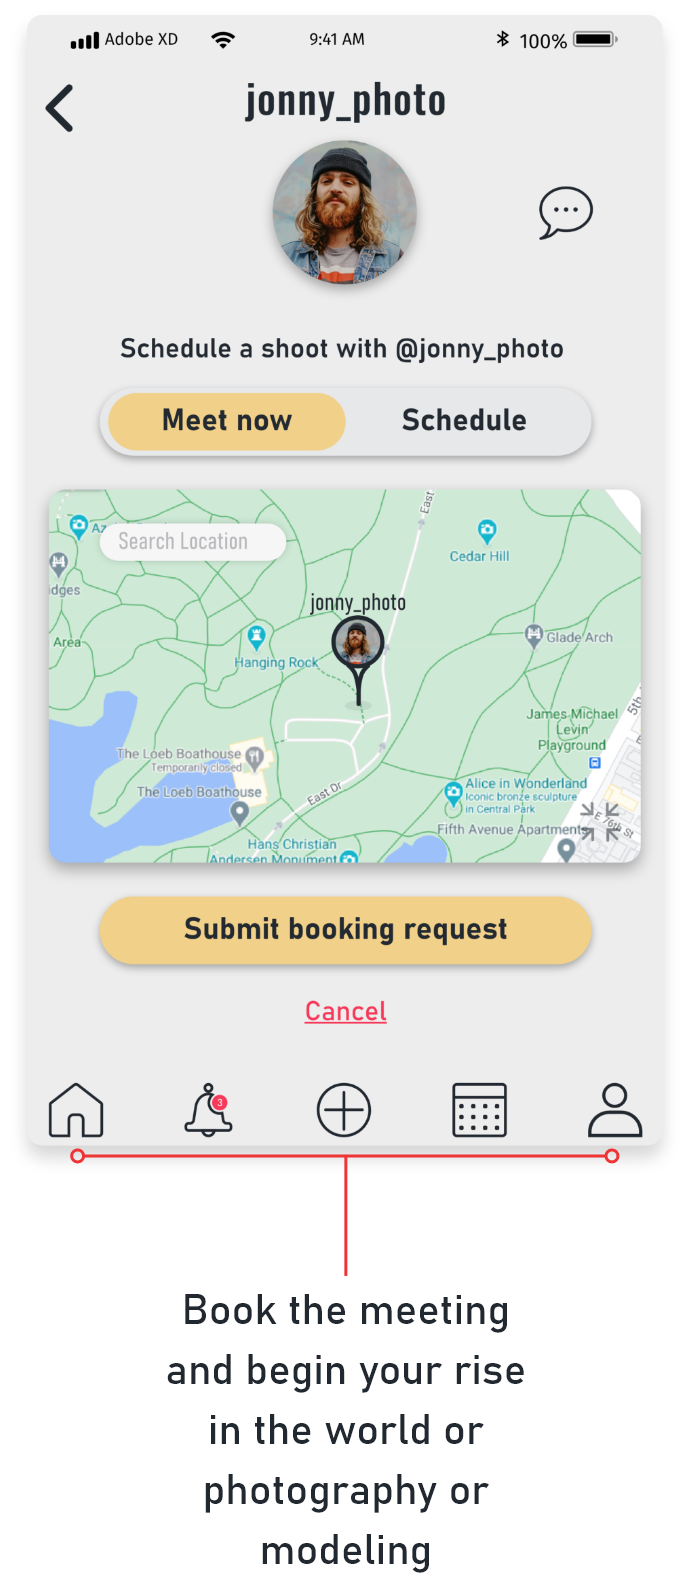 Adobe XD 9:41 AM 100%
jonny_photo
Schedule a shoot with @jonny_photo
Meet now Schedule
East
Az
Search Location
Cedar Hill
dges
jonny_photo
Area
Glade Arch
Hanging Rock
5th
James Michael
Levin
Playground
The Loeb Boathouse
Temporarily closed
The Loeb Boathouse
East Dr
Alice in Wonderland
Iconic bronze sculpture
in Central Park
E 76th St
Fifth Avenue Apartments
Hans Christian
Andersen Monument
Submit booking request
Cancel
3
Book the meeting
and begin your rise
in the world or
photography or
modeling